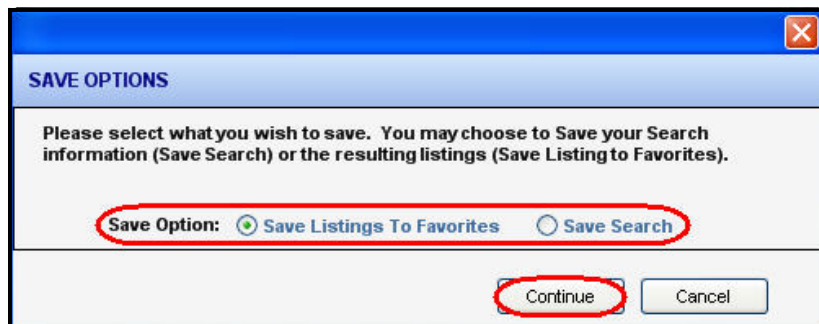 SAVE OPTIONS
Please select what you wish to save. You may choose to Save your Search
information (Save Search) or the resulting listings (Save Listing to Favorites).
Save Option: Save Listings To Favorites Save Search
Continue Cancel